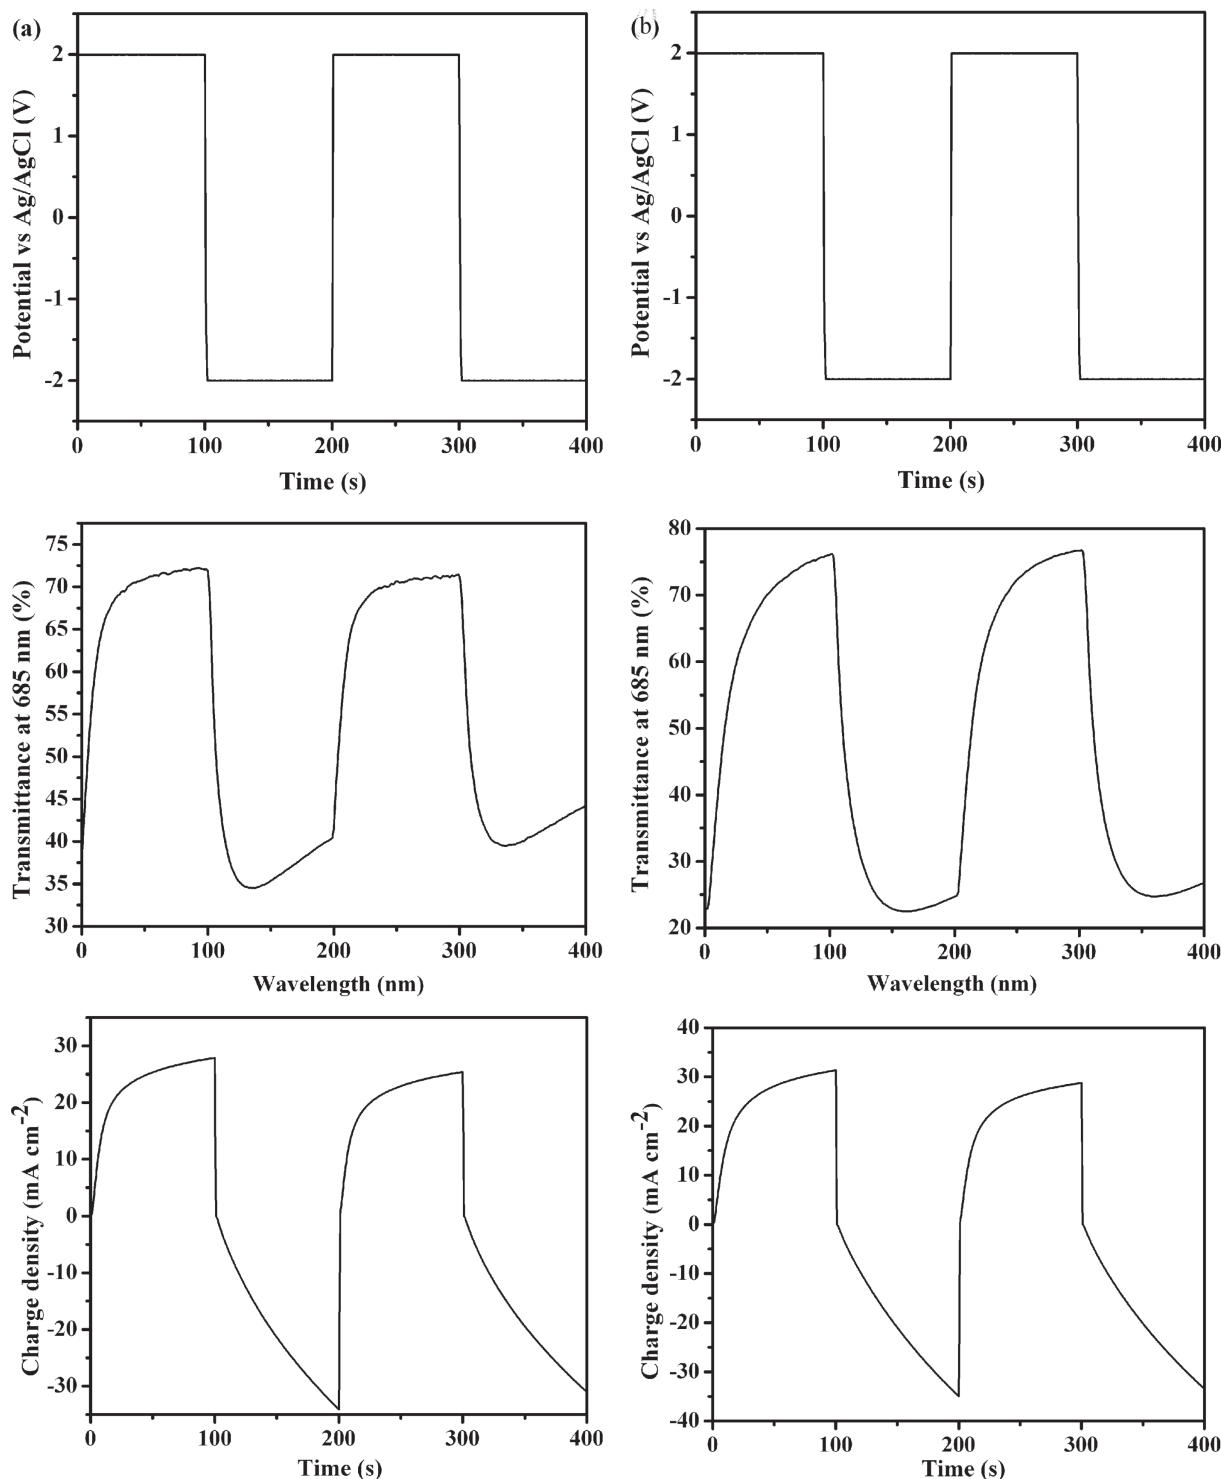 (a)
Potential vs Ag/AgCl (V)
2
1
0
-1
-2
0 100 200 300 400
Time (s)
(b)
Potential vs Ag/AgCl (V)
2
1
0
-1
-2
0 100 200 300 400
Time (s)
Transmittance at 685 nm (%)
75
70
65
60
55
50
45
40
35
30
0 100 200 300 400
Wavelength (nm)
Transmittance at 685 nm (%)
80
70
60
50
40
30
20
0 100 200 300 400
Wavelength (nm)
Charge density (mA cm-2)
30
20
10
0
-10
-20
-30
0 100 200 300 400
Time (s)
Charge density (mA cm-2)
40
30
20
10
0
-10
-20
-30
-40
0 100 200 300 400
Time (s)